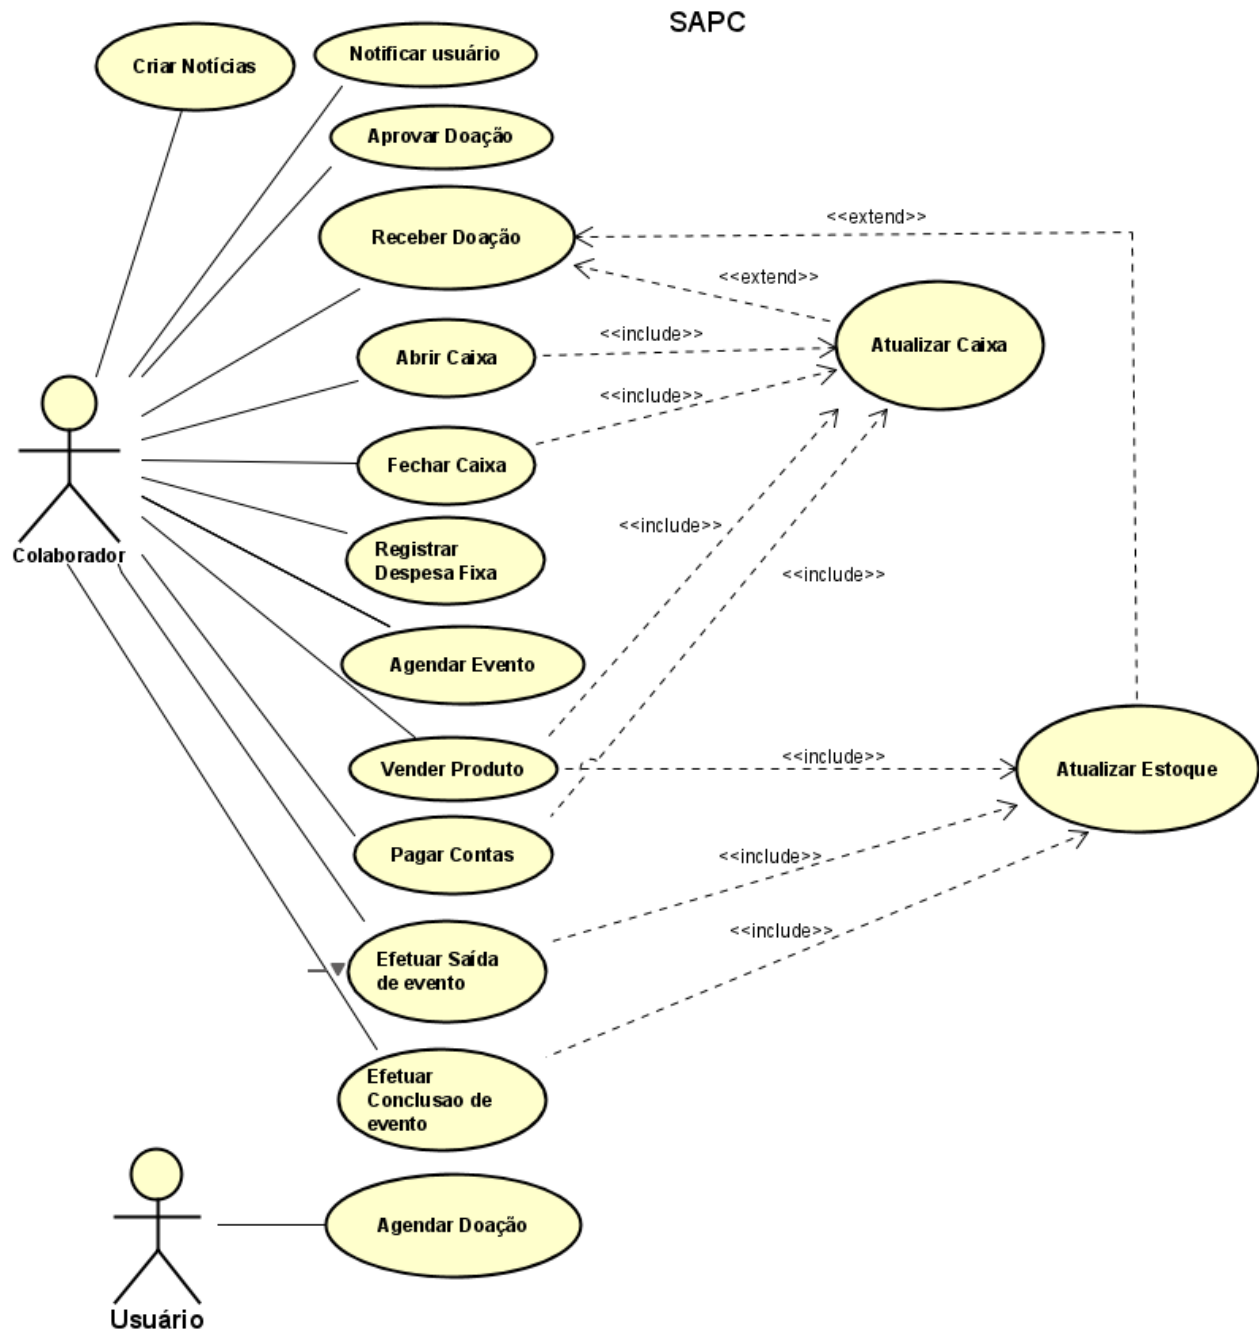 SAPC
Criar Notícias
Notificar usuário
Aprovar Doação
Receber Doação
<<extend>>
<<extend>>
Abrir Caixa
<<include>>
Atualizar Caixa
<<include>>
Fechar Caixa
<<include>>
Colaborador
Registrar
Despesa Fixa
<<include>>
Agendar Evento
Vender Produto
<<include>>
Atualizar Estoque
Pagar Contas
<<include>>
Efetuar Saída
de evento
<<include>>
Efetuar
Conclusao de
evento
Agendar Doação
Usuário